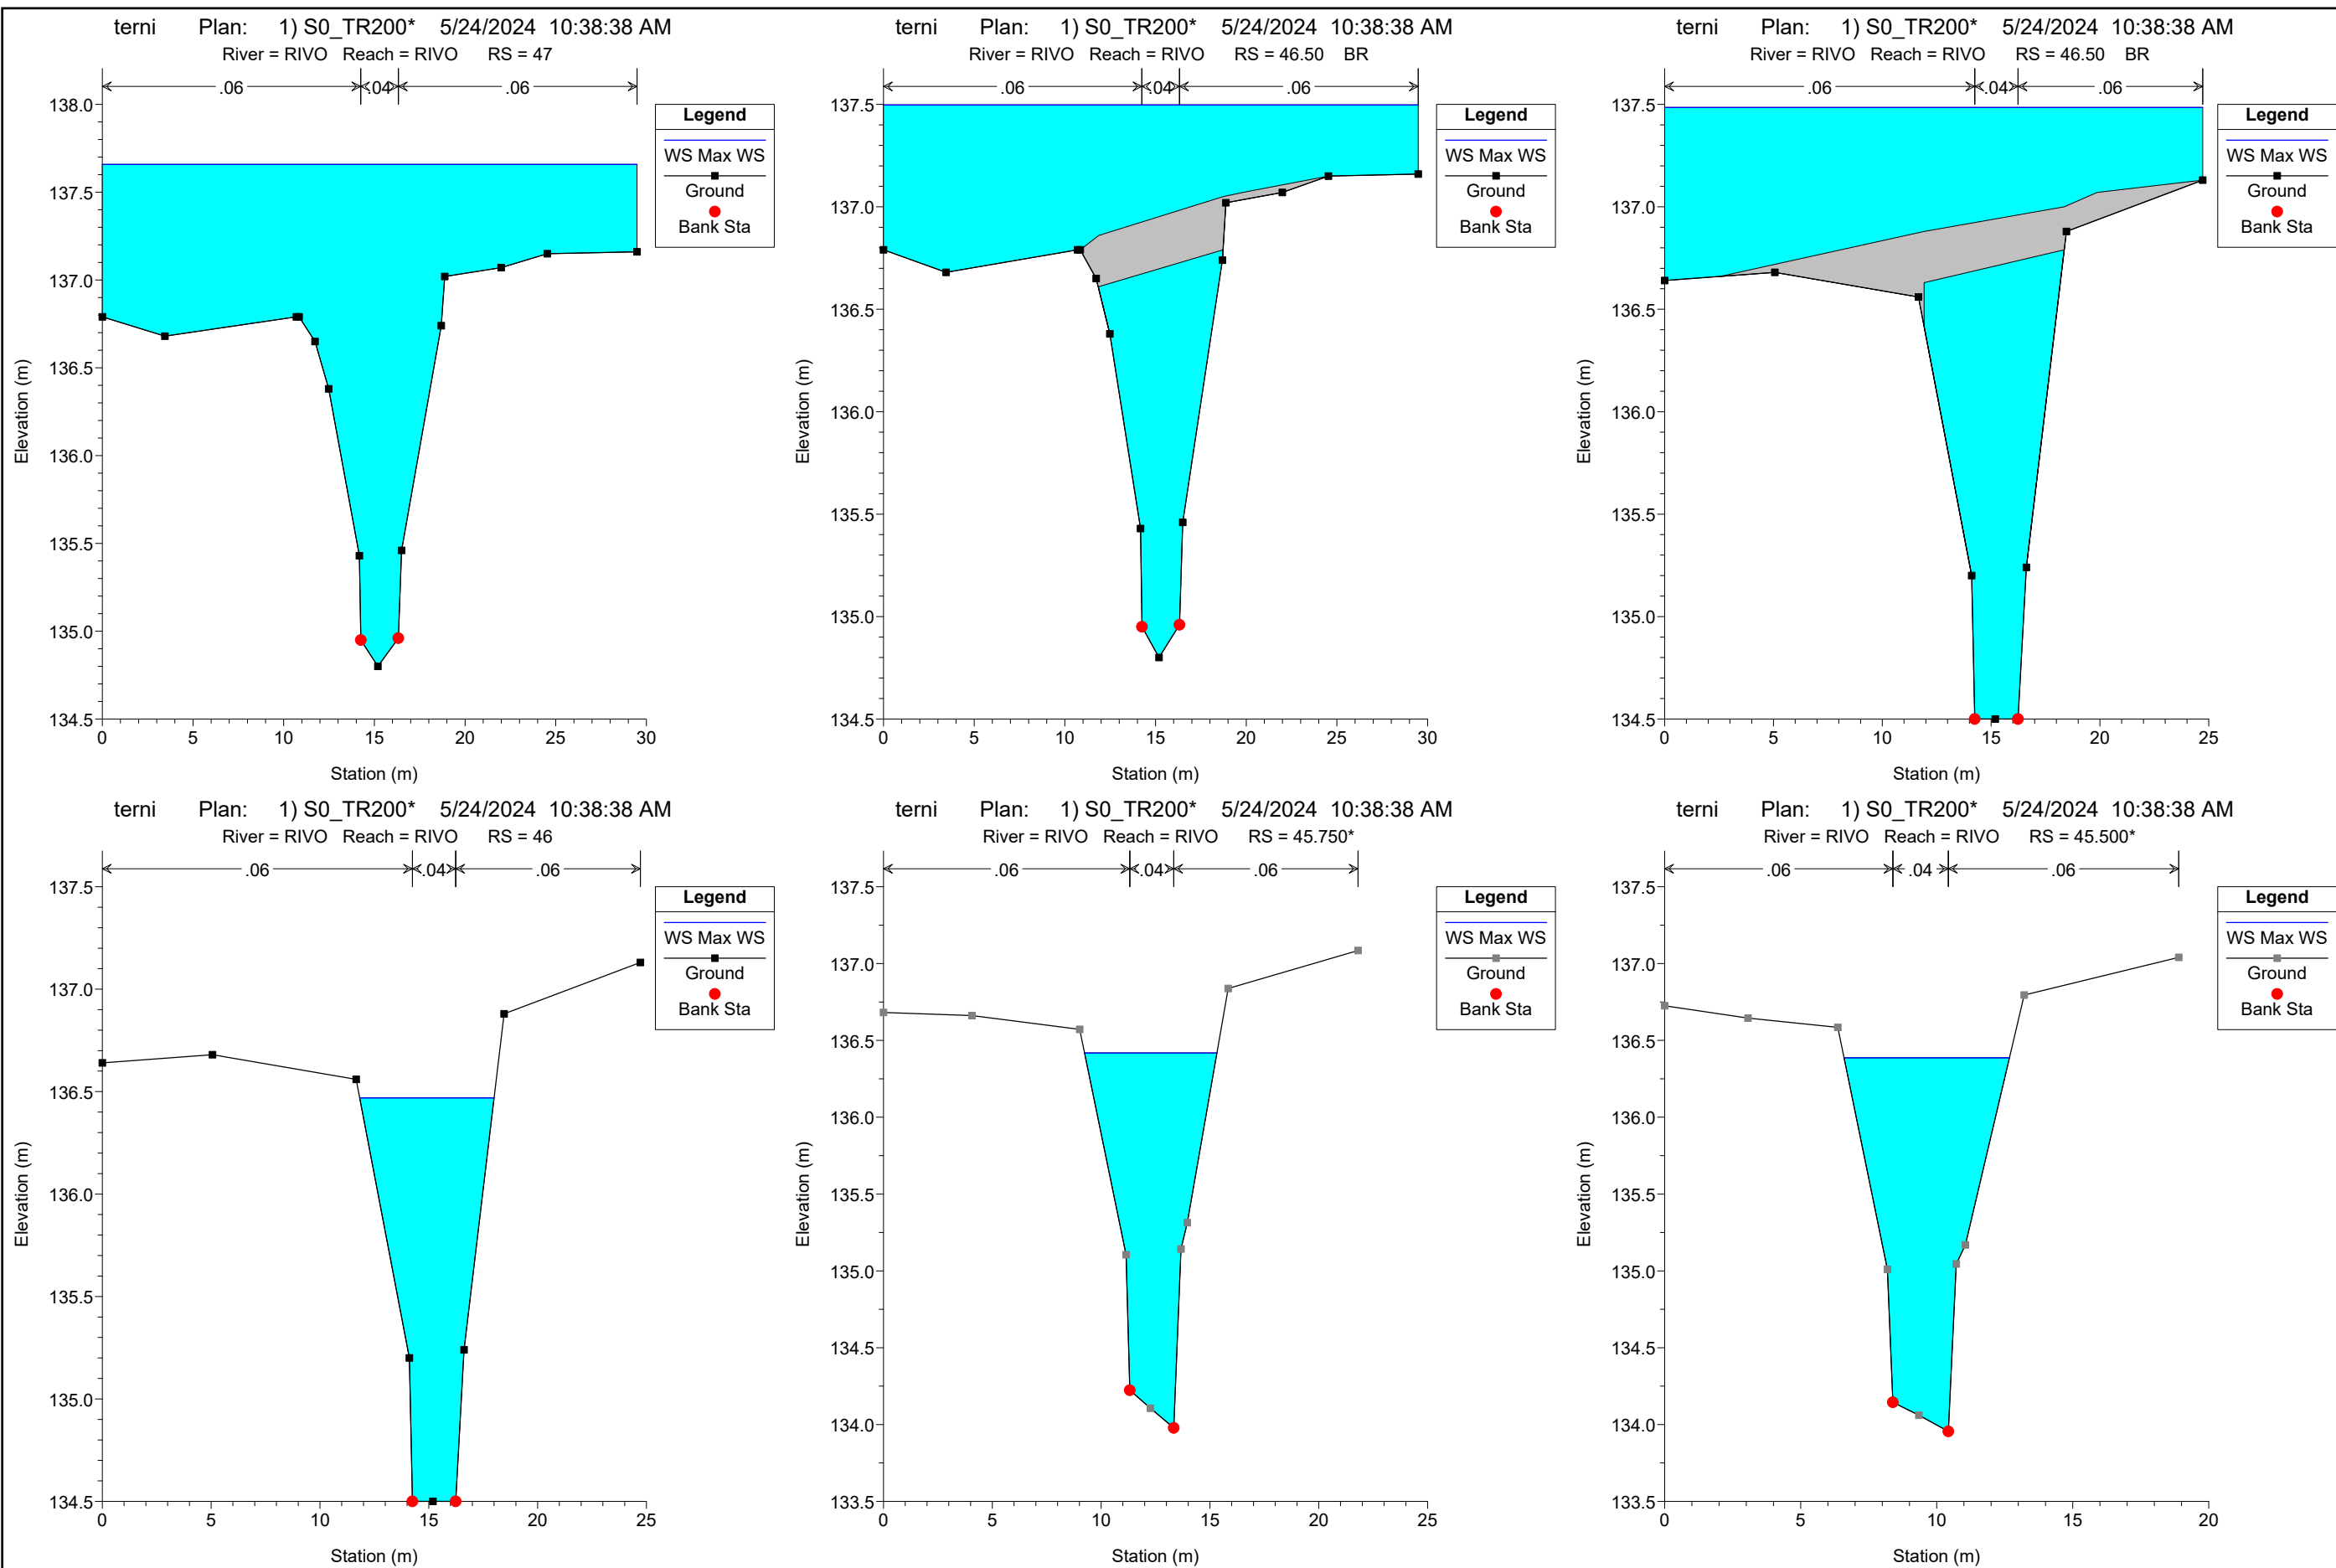 terni Plan: 1) S0_TR200* 5/24/2024 10:38:38 AM
River = RIVO Reach = RIVO RS = 47
.06 .04 .06
138.0
137.5
137.0
136.5
136.0
135.5
135.0
134.5
0 5 10 15 20 25 30
Elevation (m)
Station (m)
Legend
WS Max WS
Ground
Bank Sta
terni Plan: 1) S0_TR200* 5/24/2024 10:38:38 AM
River = RIVO Reach = RIVO RS = 46.50 BR
.06 .04 .06
137.5
137.0
136.5
136.0
135.5
135.0
134.5
0 5 10 15 20 25 30
Elevation (m)
Station (m)
Legend
WS Max WS
Ground
Bank Sta
terni Plan: 1) S0_TR200* 5/24/2024 10:38:38 AM
River = RIVO Reach = RIVO RS = 46.50 BR
.06 .04 .06
137.5
137.0
136.5
136.0
135.5
135.0
134.5
0 5 10 15 20 25
Elevation (m)
Station (m)
Legend
WS Max WS
Ground
Bank Sta
terni Plan: 1) S0_TR200* 5/24/2024 10:38:38 AM
River = RIVO Reach = RIVO RS = 46
.06 .04 .06
137.5
137.0
136.5
136.0
135.5
135.0
134.5
0 5 10 15 20 25
Elevation (m)
Station (m)
Legend
WS Max WS
Ground
Bank Sta
terni Plan: 1) S0_TR200* 5/24/2024 10:38:38 AM
River = RIVO Reach = RIVO RS = 45.750*
.06 .04 .06
137.5
137.0
136.5
136.0
135.5
135.0
134.5
134.0
133.5
0 5 10 15 20 25
Elevation (m)
Station (m)
Legend
WS Max WS
Ground
Bank Sta
terni Plan: 1) S0_TR200* 5/24/2024 10:38:38 AM
River = RIVO Reach = RIVO RS = 45.500*
.06 .04 .06
137.5
137.0
136.5
136.0
135.5
135.0
134.5
134.0
133.5
0 5 10 15 20
Elevation (m)
Station (m)
Legend
WS Max WS
Ground
Bank Sta